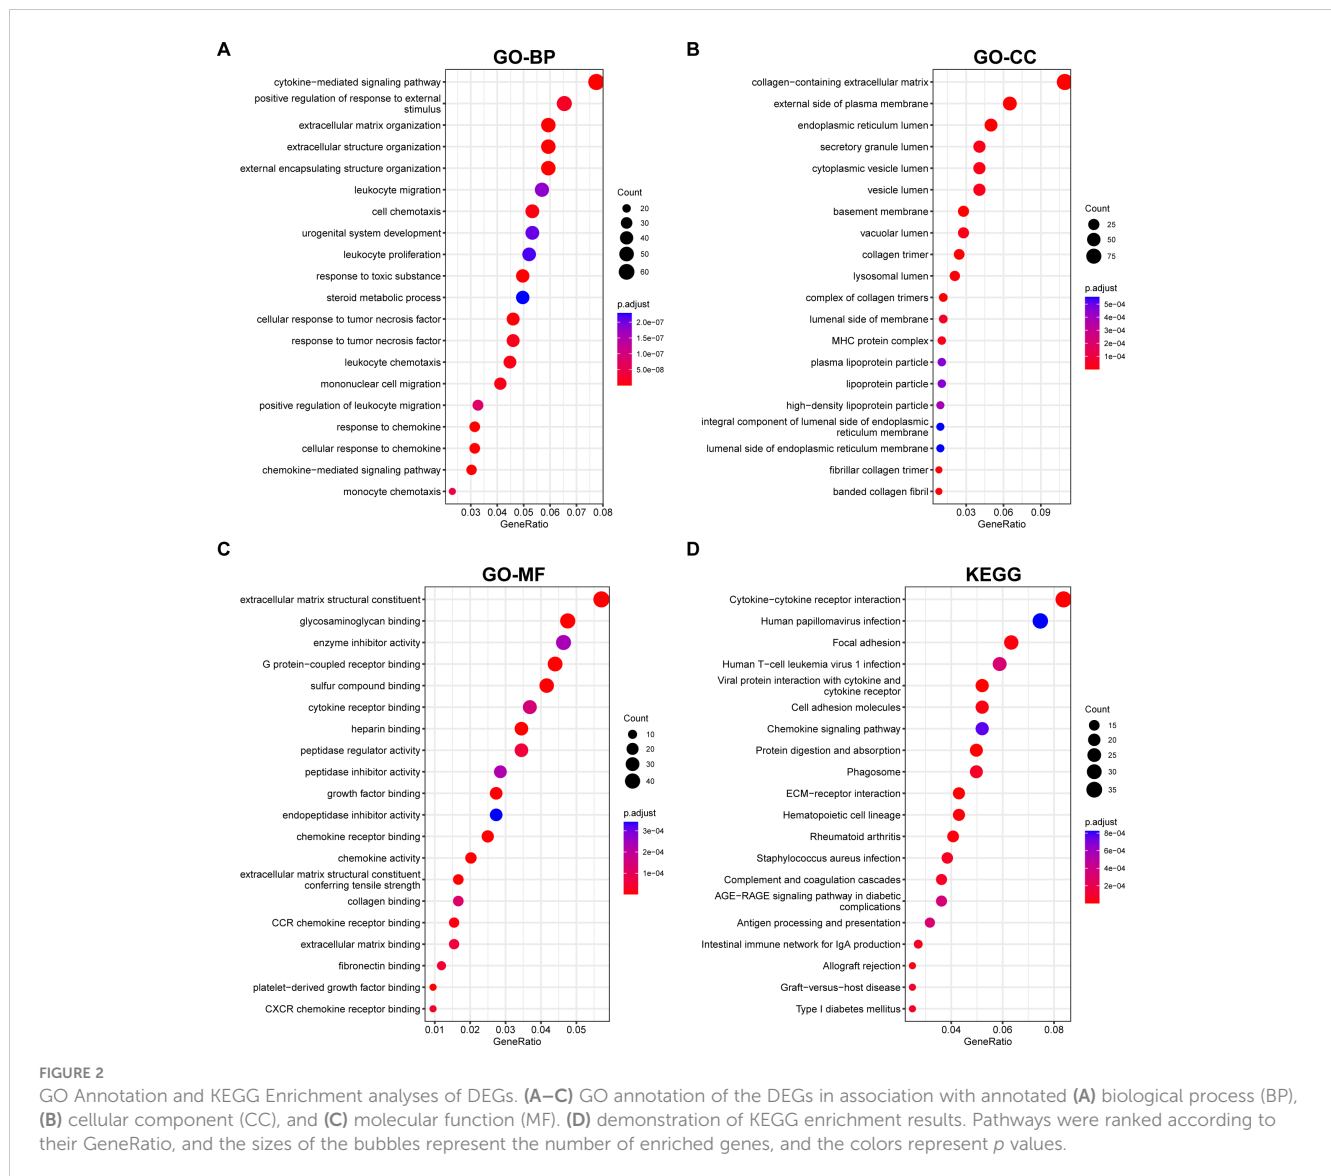 A
GO-BP
cytokine−mediated signaling pathway
positive regulation of response to external
stimulus
extracellular matrix organization
extracellular structure organization
external encapsulating structure organization
leukocyte migration
cell chemotaxis
urogenital system development
leukocyte proliferation
response to toxic substance
steroid metabolic process
cellular response to tumor necrosis factor
response to tumor necrosis factor
leukocyte chemotaxis
mononuclear cell migration
positive regulation of leukocyte migration
response to chemokine
cellular response to chemokine
chemokine−mediated signaling pathway
monocyte chemotaxis
0.03 0.04 0.05 0.06 0.07 0.08
GeneRatio
Count
20
30
40
50
60
p.adjust
2.0e−07
1.5e−07
1.0e−07
5.0e−08
B
GO-CC
collagen−containing extracellular matrix
external side of plasma membrane
endoplasmic reticulum lumen
secretory granule lumen
cytoplasmic vesicle lumen
vesicle lumen
basement membrane
vacuolar lumen
collagen trimer
lysosomal lumen
complex of collagen trimers
lumenal side of membrane
MHC protein complex
plasma lipoprotein particle
lipoprotein particle
high−density lipoprotein particle
integral component of lumenal side of endoplasmic
reticulum membrane
lumenal side of endoplasmic reticulum membrane
fibrillar collagen trimer
banded collagen fibril
0.03 0.06 0.09
GeneRatio
Count
25
50
75
p.adjust
5e−04
4e−04
3e−04
2e−04
1e−04
C
GO-MF
extracellular matrix structural constituent
glycosaminoglycan binding
enzyme inhibitor activity
G protein−coupled receptor binding
sulfur compound binding
cytokine receptor binding
heparin binding
peptidase regulator activity
peptidase inhibitor activity
growth factor binding
endopeptidase inhibitor activity
chemokine receptor binding
chemokine activity
extracellular matrix structural constituent
conferring tensile strength
collagen binding
CCR chemokine receptor binding
extracellular matrix binding
fibronectin binding
platelet−derived growth factor binding
CXCR chemokine receptor binding
0.01 0.02 0.03 0.04 0.05
GeneRatio
Count
10
20
30
40
p.adjust
3e−04
2e−04
1e−04
D
KEGG
Cytokine−cytokine receptor interaction
Human papillomavirus infection
Focal adhesion
Human T−cell leukemia virus 1 infection
Viral protein interaction with cytokine and
cytokine receptor
Cell adhesion molecules
Chemokine signaling pathway
Protein digestion and absorption
Phagosome
ECM−receptor interaction
Hematopoietic cell lineage
Rheumatoid arthritis
Staphylococcus aureus infection
Complement and coagulation cascades
AGE−RAGE signaling pathway in diabetic
complications
Antigen processing and presentation
Intestinal immune network for IgA production
Allograft rejection
Graft−versus−host disease
Type I diabetes mellitus
0.04 0.06 0.08
GeneRatio
Count
15
20
25
30
35
p.adjust
8e−04
6e−04
4e−04
2e−04
FIGURE 2
GO Annotation and KEGG Enrichment analyses of DEGs. (A–C) GO annotation of the DEGs in association with annotated (A) biological process (BP),
(B) cellular component (CC), and (C) molecular function (MF). (D) demonstration of KEGG enrichment results. Pathways were ranked according to
their GeneRatio, and the sizes of the bubbles represent the number of enriched genes, and the colors represent p values.